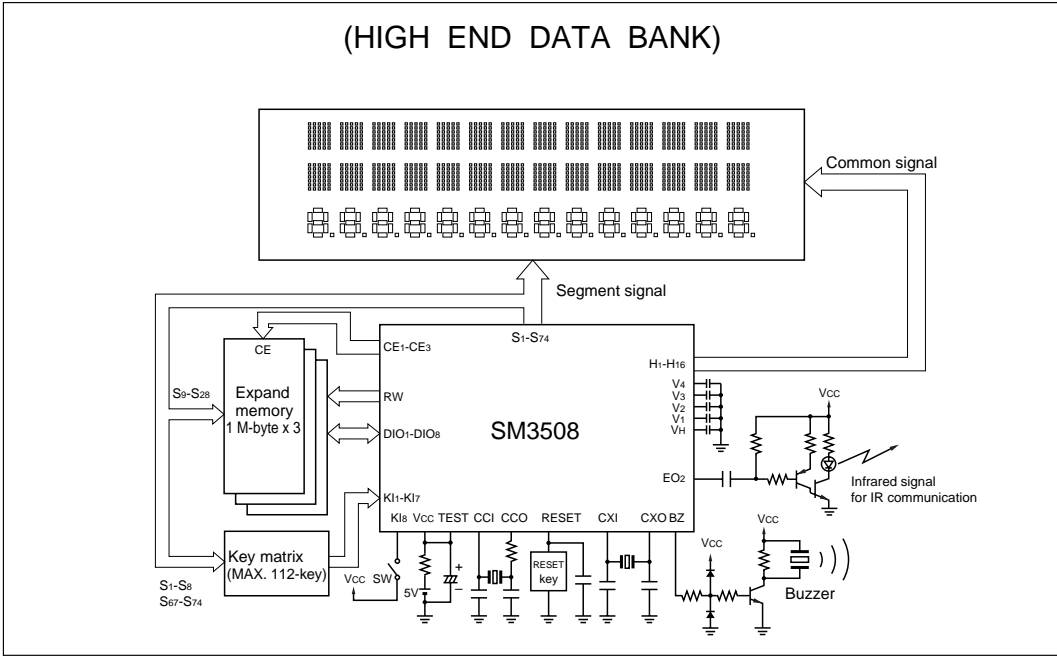 (HIGH END DATA BANK)
Common signal
Segment signal
S1-S74
CE1-CE3
CE
H1-H16
S9-S28
Expand
memory
1 M-byte x 3
RW
DIO1-DIO8
SM3508
V4
V3
V2
V1
VH
VCC
EO2
Infrared signal
for IR communication
KI1-KI7
KI8 VCC TEST CCI CCO RESET CXI CXO BZ
Key matrix
(MAX. 112-key)
S1-S8
S67-S74
VCC
SW
5V
+
–
RESET
key
VCC
VCC
Buzzer